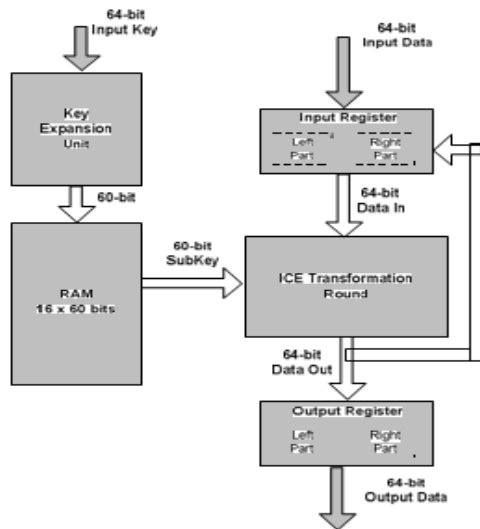 64-bit
Input Key
Key
Expansion
Unit
60-bit
RAM
16 x 60 bits
60-bit
SubKey
64-bit
Input Data
Input Register
Left
Part
Right
Part
64-bit
Data In
ICE Transformation
Round
64-bit
Data Out
Output Register
Left
Part
Right
Part
64-bit
Output Data